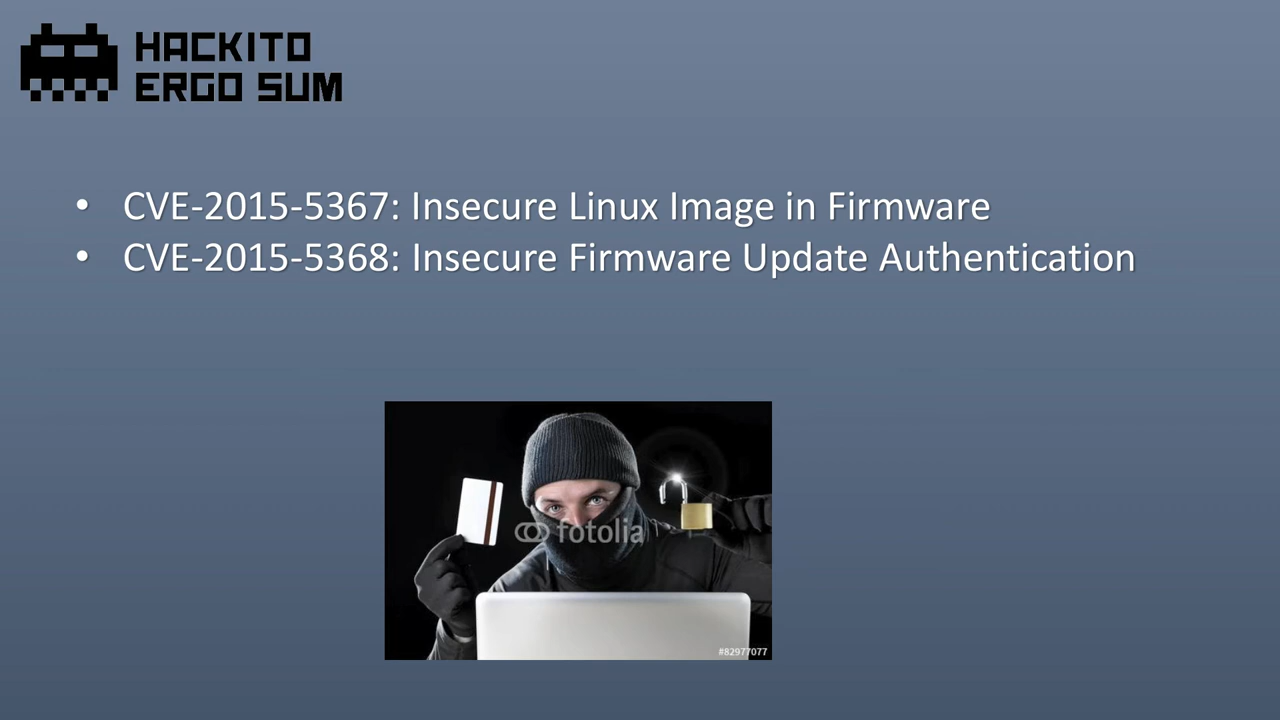 HACKITO
ERGO SUM
• CVE-2015-5367: Insecure Linux Image in Firmware
• CVE-2015-5368: Insecure Firmware Update Authentication
fotolia
#82977077